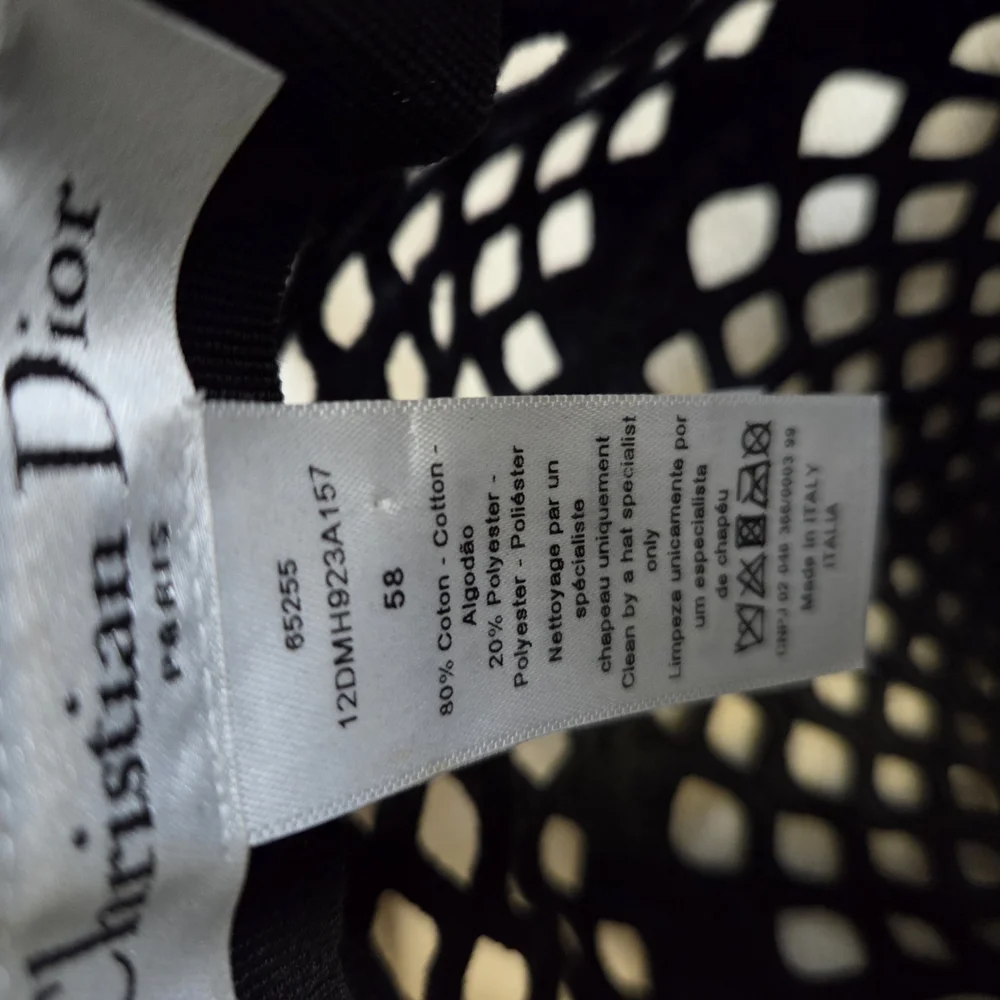 Christian Dior
PARIS
65255
12DMH923A157
58
80% Coton - Cotton -
Algodão
20% Polyester -
Polyester - Poliéster
Nettoyage par un
spécialiste
chapeau uniquement
Clean by a hat specialist
only
Limpeze unicamente por
um especialista
de chapéu
CNPJ 02 046 366/0003 99
Made in ITALY
ITALIA